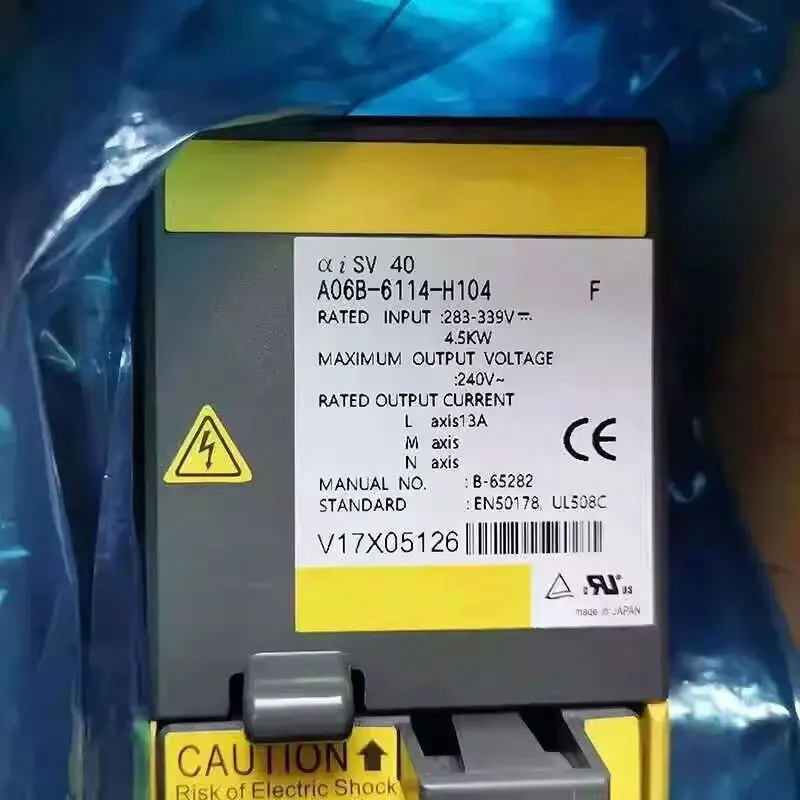 αi SV 40
A06B-6114-H104 F
RATED INPUT :283-339V⎓
4.5KW
MAXIMUM OUTPUT VOLTAGE
:240V~
RATED OUTPUT CURRENT
L axis13A
M axis
N axis
CE
MANUAL NO. : B-65282
STANDARD : EN50178, UL508C
V17X05126
c RU US
made in JAPAN
CAUTION
Risk of Electric Shock